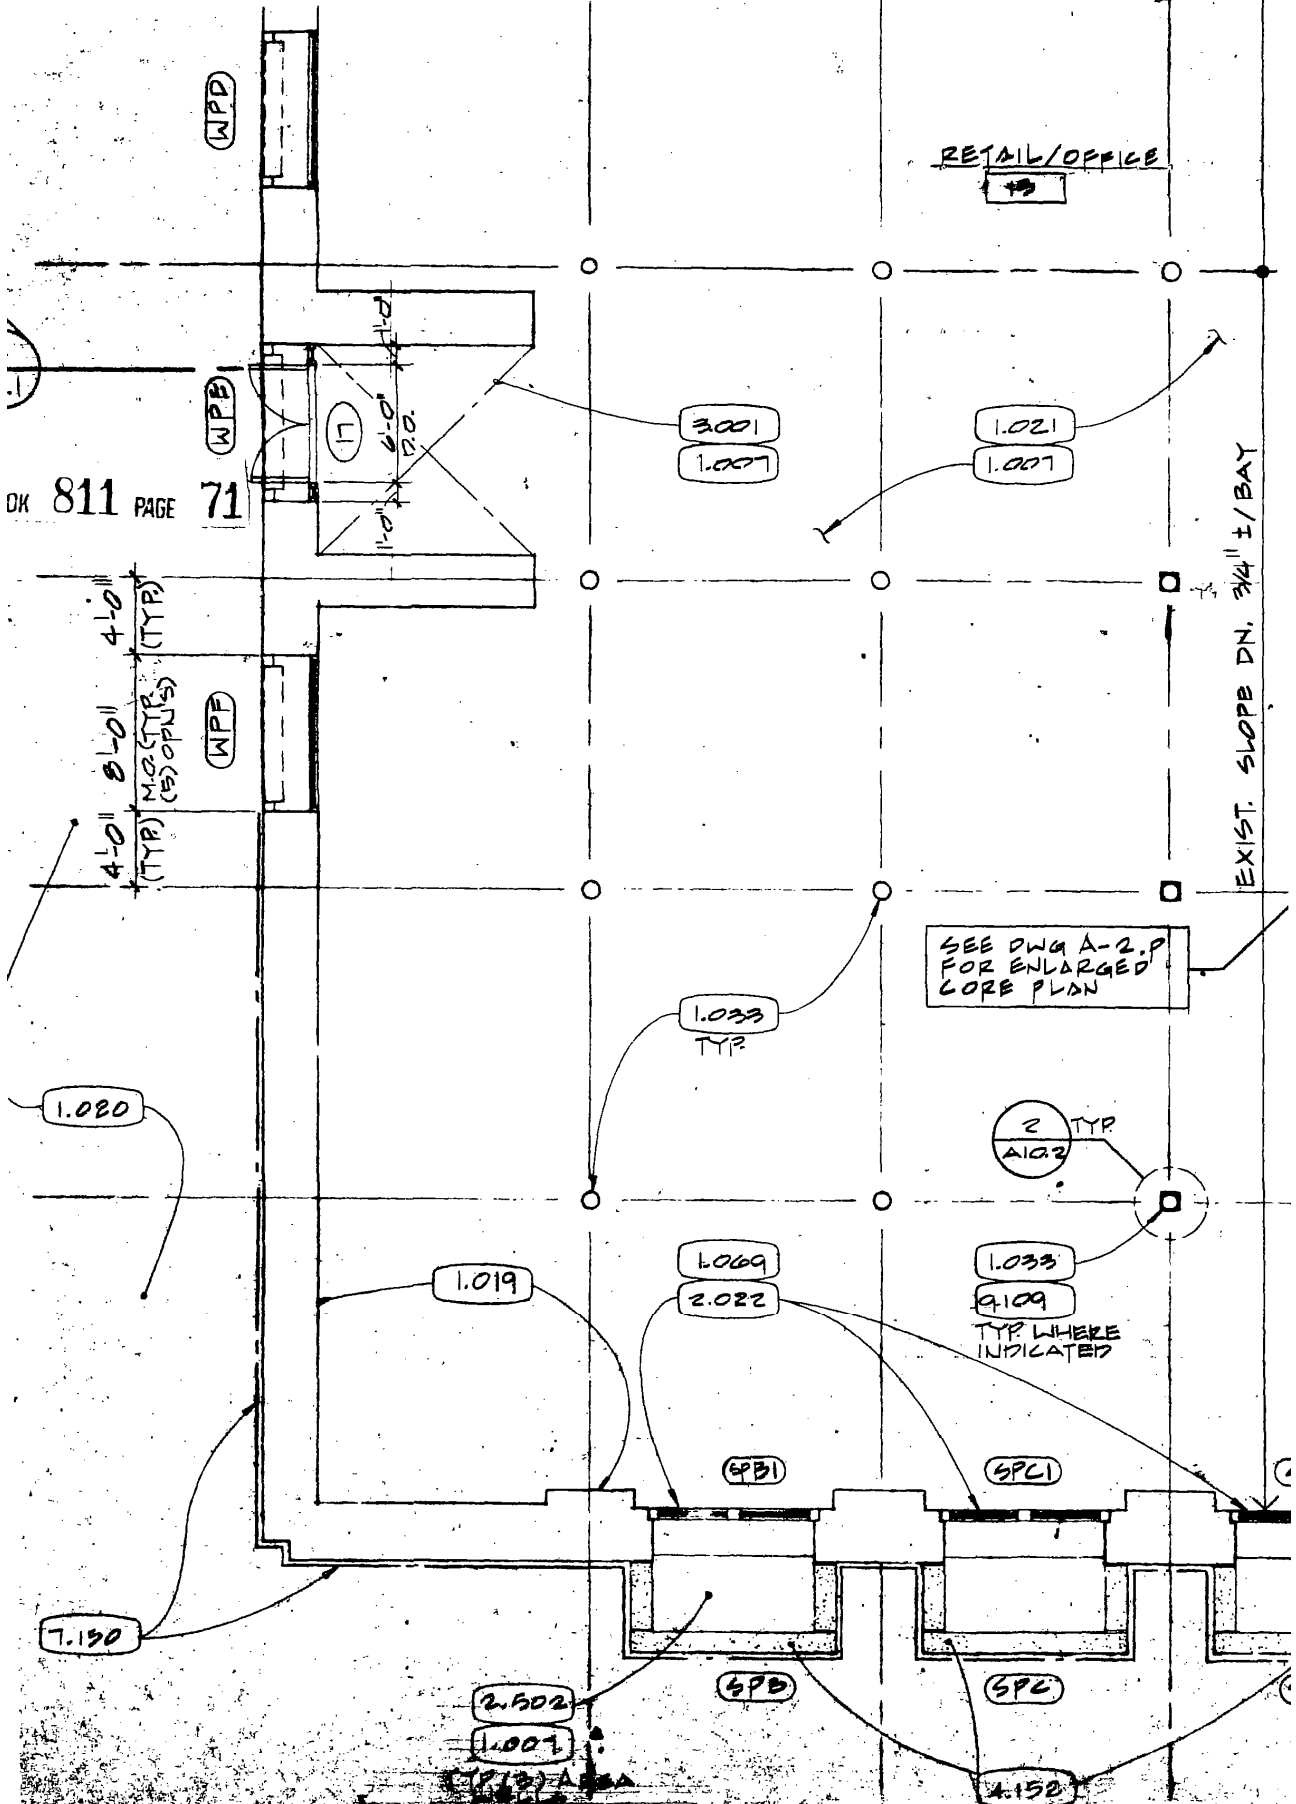 WPD
RETAIL/OFFICE
1'-0"
WPE
17
6'-0"
D.O.
3.001
1.007
1.021
1.007
811 PAGE 71
1'-0"
4'-0"
(TYP.)
EXIST. SLOPE DN. 3/4" ±/BAY
WPF
8'-0"
M.O. (TYP.
(5) OPN'S)
4'-0"
(TYP.)
SEE DWG A-2.P
FOR ENLARGED
CORE PLAN
1.033
TYP.
1.020
2 TYP.
A10.2
1.019
1.069
2.022
1.033
9.109
TYP. WHERE
INDICATED
SPB1
SPC1
7.150
SPB
SPC
2.502
1.007
4.152